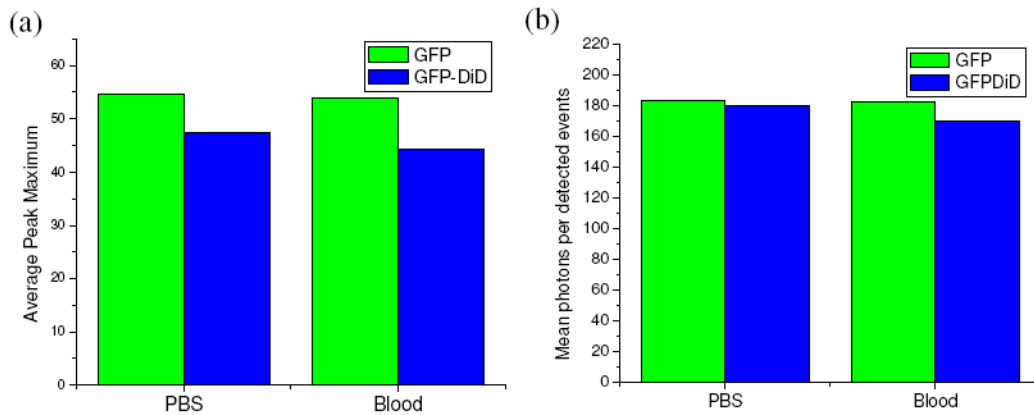 (a)
GFP
GFP-DiD
Average Peak Maximum
60
50
40
30
20
10
0
PBS
Blood
(b)
GFP
GFPDiD
Mean photons per detected events
220
200
180
160
140
120
100
80
60
40
20
0
PBS
Blood